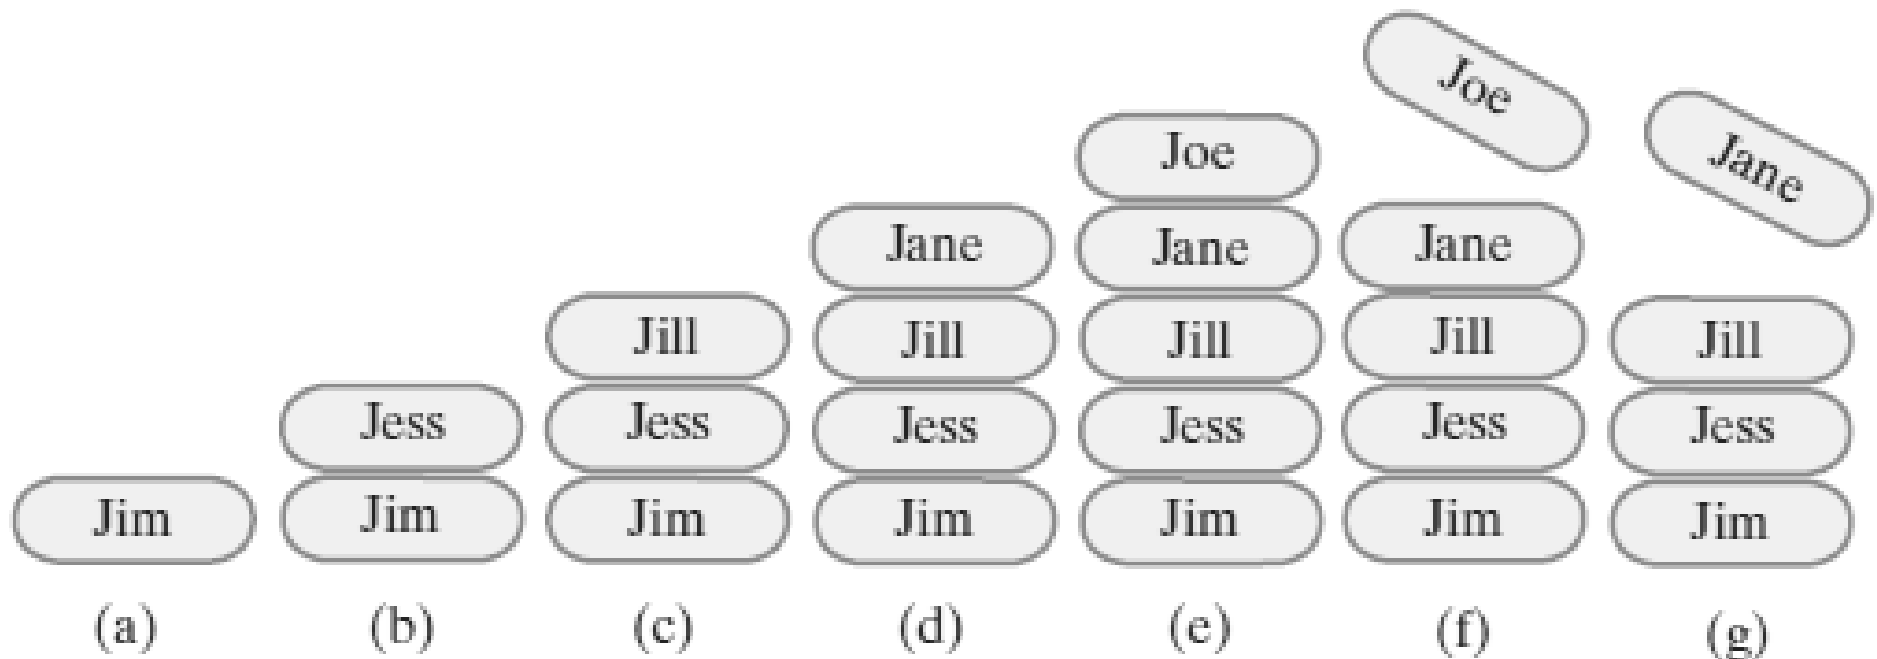 Joe
Joe Jane
Jane Jane Jane
Jill Jill Jill Jill Jill
Jess Jess Jess Jess Jess Jess
Jim Jim Jim Jim Jim Jim Jim
(a) (b) (c) (d) (e) (f) (g)